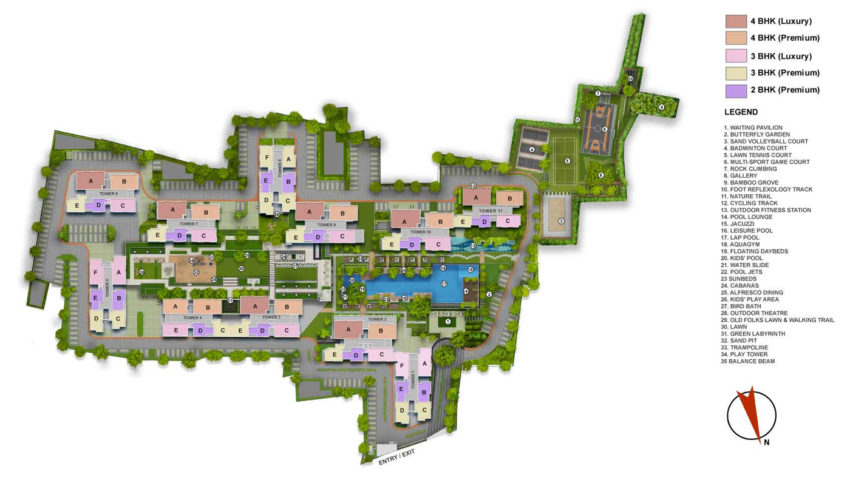 4 BHK (Luxury)
4 BHK (Premium)
3 BHK (Luxury)
3 BHK (Premium)
2 BHK (Premium)
LEGEND
1. WAITING PAVILION
2. BUTTERFLY GARDEN
3. SAND VOLLEYBALL COURT
4. BADMINTON COURT
5. LAWN TENNIS COURT
6. MULTI-SPORT GAME COURT
7. ROCK CLIMBING
8. GALLERY
9. BAMBOO GROVE
10. FOOT REFLEXOLOGY TRACK
11. NATURE TRAIL
12. CYCLING TRACK
13. OUTDOOR FITNESS STATION
14. POOL LOUNGE
15. JACUZZI
16. LEISURE POOL
17. LAP POOL
18. AQUAGYM
19. FLOATING DAYBEDS
20. KIDS' POOL
21. WATER SLIDE
22. POOL JETS
23 SUNBEDS
24. CABANAS
25. ALFRESCO DINING
26. KIDS' PLAY AREA
27. BIRD BATH
28. OUTDOOR THEATRE
29. OLD FOLKS LAWN & WALKING TRAIL
30. LAWN
31. GREEN LABYRINTH
32. SAND PIT
33. TRAMPOLINE
34. PLAY TOWER
35 BALANCE BEAM
N
F A
E B
D C
TOWER 8
A B
TOWER 6
E D C
A B
TOWER 7
E D C
A B
TOWER 9
E D C
A B
TOWER 10
E D C
A B
TOWER 11
E D C
F A
E B
D C
TOWER 5
A B A B
TOWER 4 TOWER 3
E D C E D C
A B
TOWER 2
E D C
F A
E B
D C
TOWER 1
ENTRY / EXIT